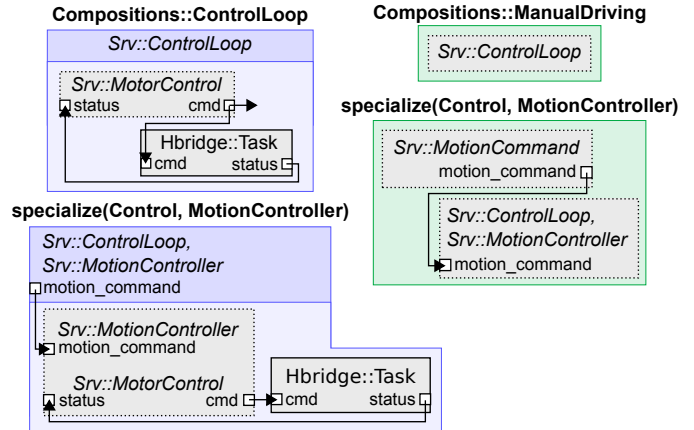 Compositions::ControlLoop
Srv::ControlLoop
Srv::MotorControl
status cmd
Hbridge::Task
cmd status
Compositions::ManualDriving
Srv::ControlLoop
specialize(Control, MotionController)
Srv::MotionCommand
motion_command
Srv::ControlLoop,
Srv::MotionController
motion_command
specialize(Control, MotionController)
Srv::ControlLoop,
Srv::MotionController
motion_command
Srv::MotionController
motion_command
Srv::MotorControl
status cmd
Hbridge::Task
cmd status